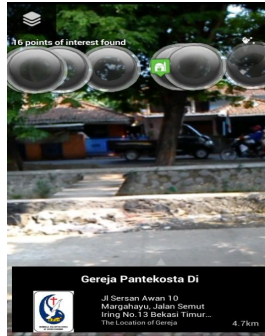 16 points of interest found
Gereja Pantekosta Di
Jl Sersan Awan 10
Margahayu, Jalan Semut
Iring No.13 Bekasi Timur...
The Location of Gereja
4.7km